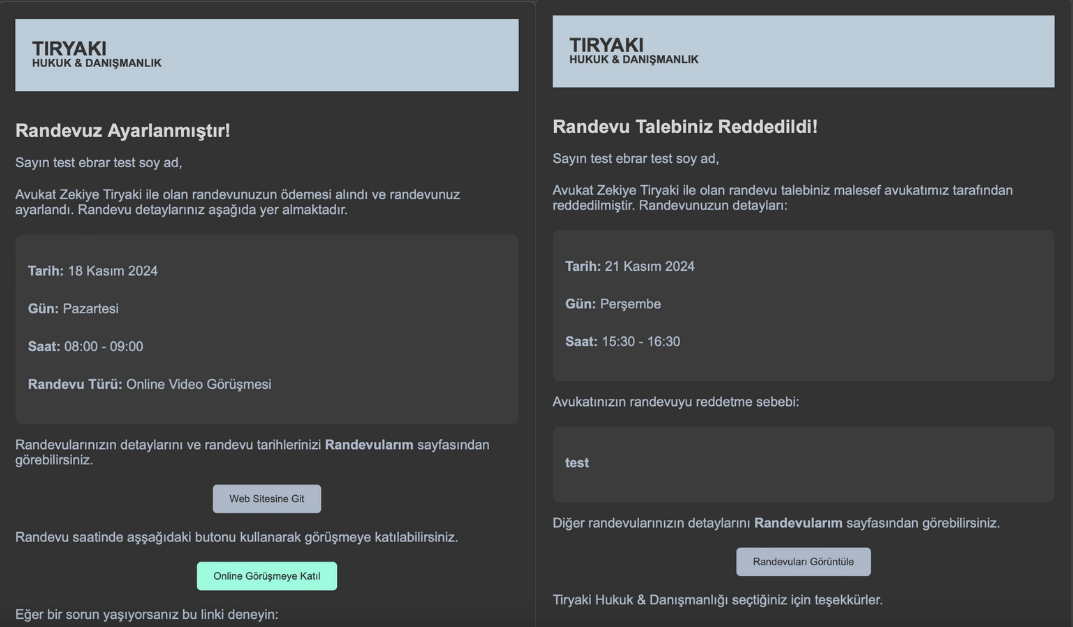 TIRYAKI
HUKUK & DANIŞMANLIK
Randevuz Ayarlanmıştır!
Sayın test ebrar test soy ad,
Avukat Zekiye Tiryaki ile olan randevunuzun ödemesi alındı ve randevunuz
ayarlandı. Randevu detaylarınız aşağıda yer almaktadır.
Tarih: 18 Kasım 2024
Gün: Pazartesi
Saat: 08:00 - 09:00
Randevu Türü: Online Video Görüşmesi
Randevularınızın detaylarını ve randevu tarihlerinizi Randevularım sayfasından
görebilirsiniz.
Web Sitesine Git
Randevu saatinde aşşağıdaki butonu kullanarak görüşmeye katılabilirsiniz.
Online Görüşmeye Katıl
Eğer bir sorun yaşıyorsanız bu linki deneyin:
TIRYAKI
HUKUK & DANIŞMANLIK
Randevu Talebiniz Reddedildi!
Sayın test ebrar test soy ad,
Avukat Zekiye Tiryaki ile olan randevu talebiniz malesef avukatımız tarafından
reddedilmiştir. Randevunuzun detayları:
Tarih: 21 Kasım 2024
Gün: Perşembe
Saat: 15:30 - 16:30
Avukatınızın randevuyu reddetme sebebi:
test
Diğer randevularınızın detaylarını Randevularım sayfasından görebilirsiniz.
Randevuları Görüntüle
Tiryaki Hukuk & Danışmanlığı seçtiğiniz için teşekkürler.